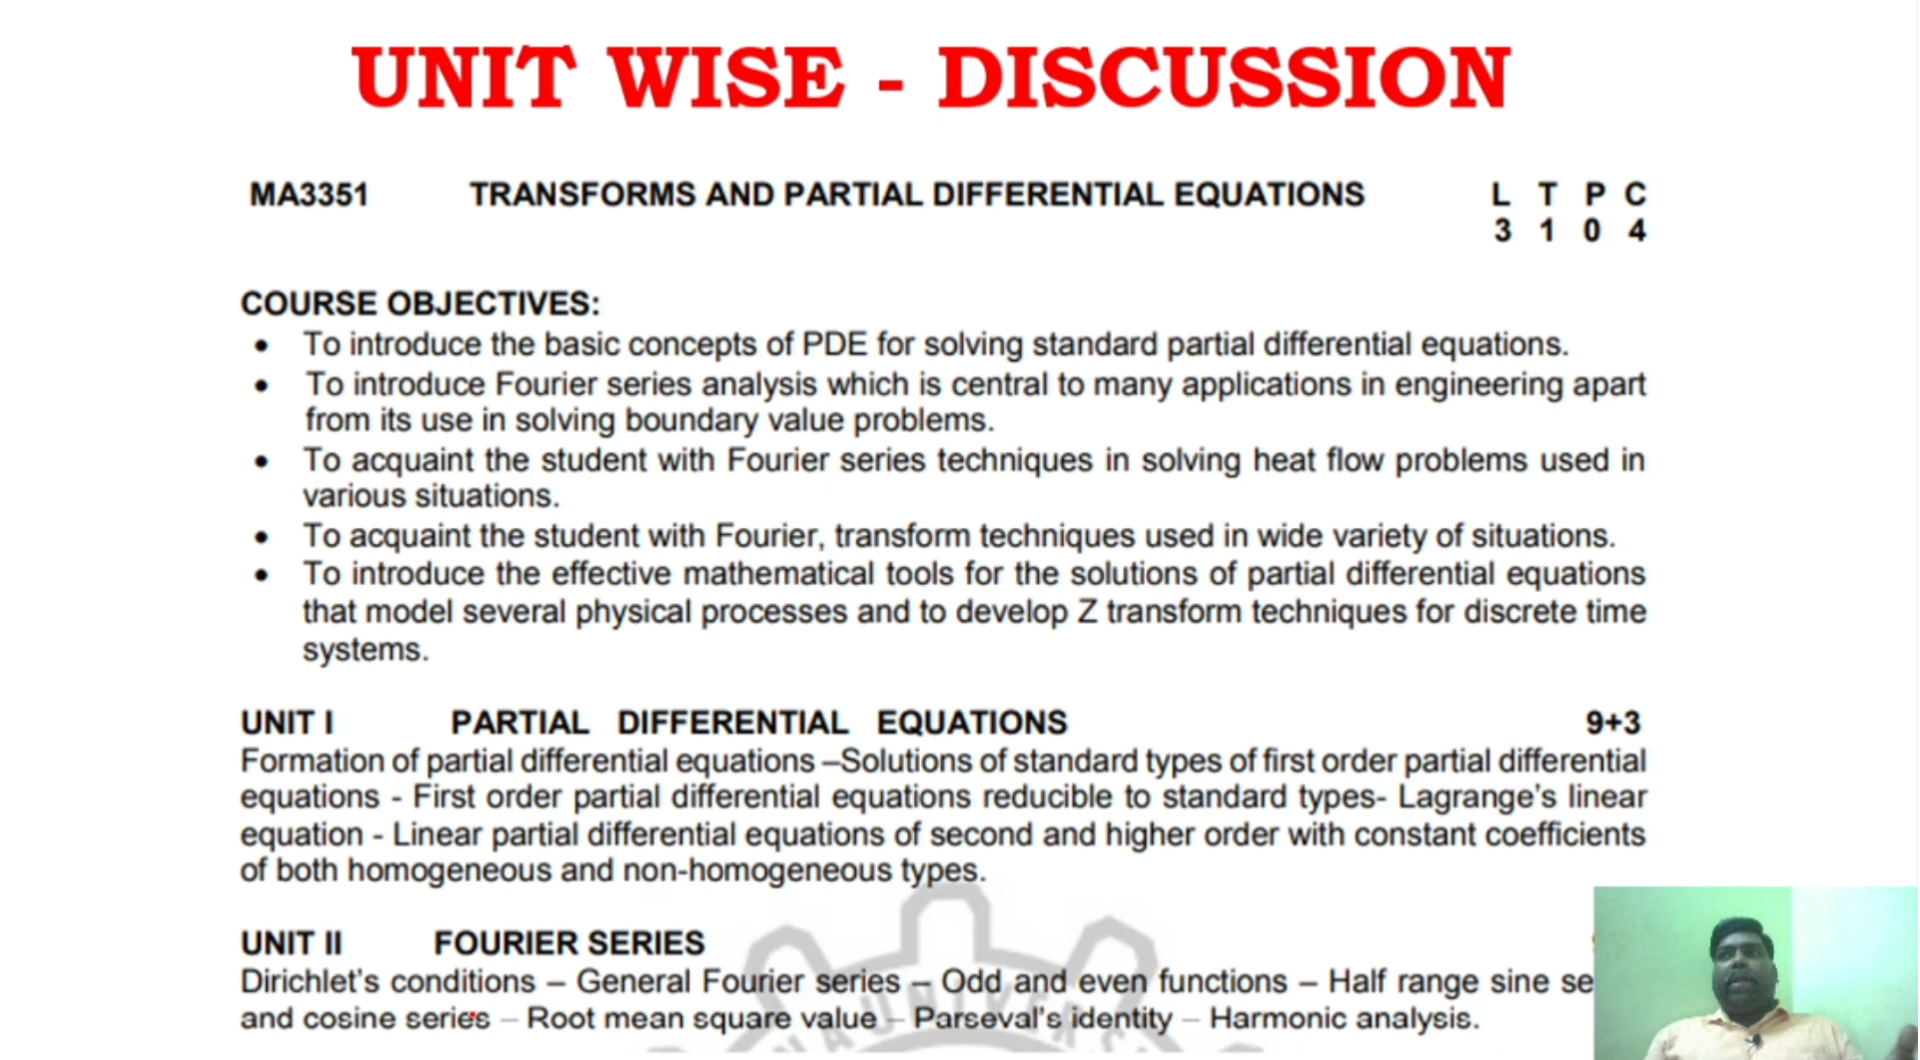 UNIT WISE - DISCUSSION
MA3351 TRANSFORMS AND PARTIAL DIFFERENTIAL EQUATIONS L T P C
3 1 0 4
COURSE OBJECTIVES:
• To introduce the basic concepts of PDE for solving standard partial differential equations.
• To introduce Fourier series analysis which is central to many applications in engineering apart
from its use in solving boundary value problems.
• To acquaint the student with Fourier series techniques in solving heat flow problems used in
various situations.
• To acquaint the student with Fourier, transform techniques used in wide variety of situations.
• To introduce the effective mathematical tools for the solutions of partial differential equations
that model several physical processes and to develop Z transform techniques for discrete time
systems.
UNIT I PARTIAL DIFFERENTIAL EQUATIONS 9+3
Formation of partial differential equations –Solutions of standard types of first order partial differential
equations - First order partial differential equations reducible to standard types- Lagrange's linear
equation - Linear partial differential equations of second and higher order with constant coefficients
of both homogeneous and non-homogeneous types.
UNIT II FOURIER SERIES
Dirichlet's conditions – General Fourier series – Odd and even functions – Half range sine se
and cosine series – Root mean square value – Parseval's identity – Harmonic analysis.